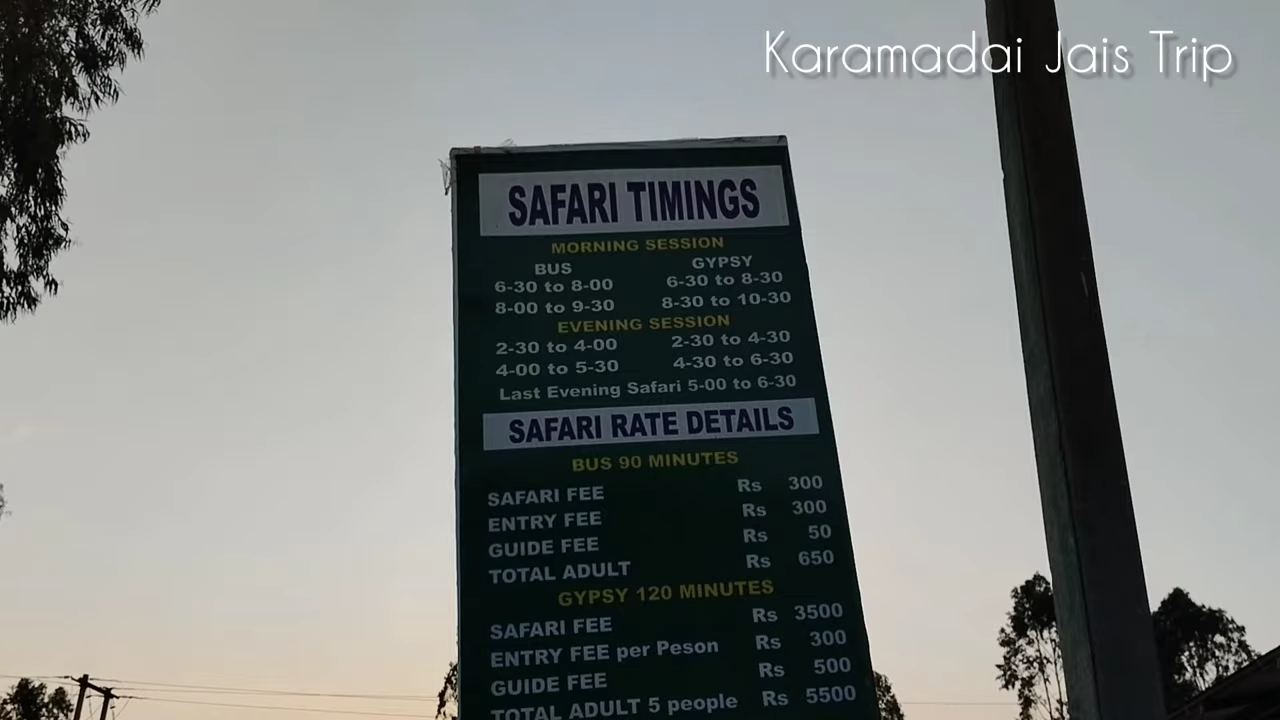 Karamadai Jais Trip
SAFARI TIMINGS
MORNING SESSION
BUS GYPSY
6-30 to 8-00 6-30 to 8-30
8-00 to 9-30 8-30 to 10-30
EVENING SESSION
2-30 to 4-00 2-30 to 4-30
4-00 to 5-30 4-30 to 6-30
Last Evening Safari 5-00 to 6-30
SAFARI RATE DETAILS
BUS 90 MINUTES
SAFARI FEE Rs 300
ENTRY FEE Rs 300
GUIDE FEE Rs 50
TOTAL ADULT Rs 650
GYPSY 120 MINUTES
SAFARI FEE Rs 3500
ENTRY FEE per Peson Rs 300
GUIDE FEE Rs 500
TOTAL ADULT 5 people Rs 5500